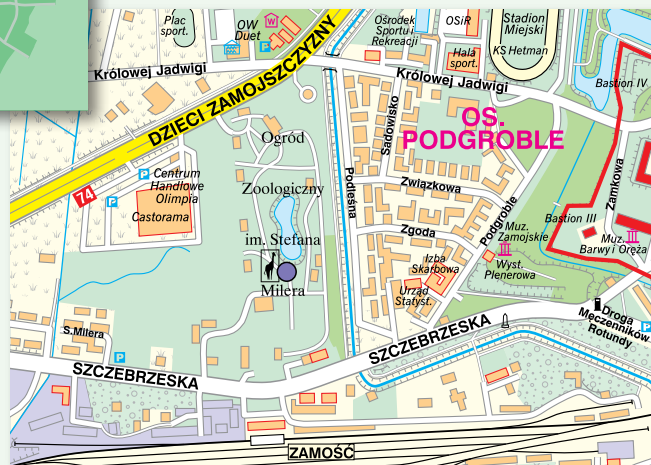 Plac
sport.
OW
Duet
W
P
Ośrodek
Sportu i
Rekreacji
OSiR
Hala
sport.
Stadion
Miejski
KS Hetman
Królowej Jadwigi
Królowej Jadwigi
DZIECI ZAMOJSZCZYZNY
Bastion IV
OS.
PODGROBLE
Sadowisko
Ogród
Zoologiczny
im. Stefana
Milera
P
Centrum
Handlowe
Olimpia
74
P
Castorama
Podleśna
Związkowa
Zgoda
Podgroble
Zamkowa
Bastion III
Muz.
Zamojskie
Wyst.
Plenerowa
Muz.
Barwy i Oręża
Izba
Skarbowa
Urząd
Statyst.
Droga
Męczenników
Rotundy
P
S.Milera
P
SZCZEBRZESKA
SZCZEBRZESKA
ZAMOŚĆ